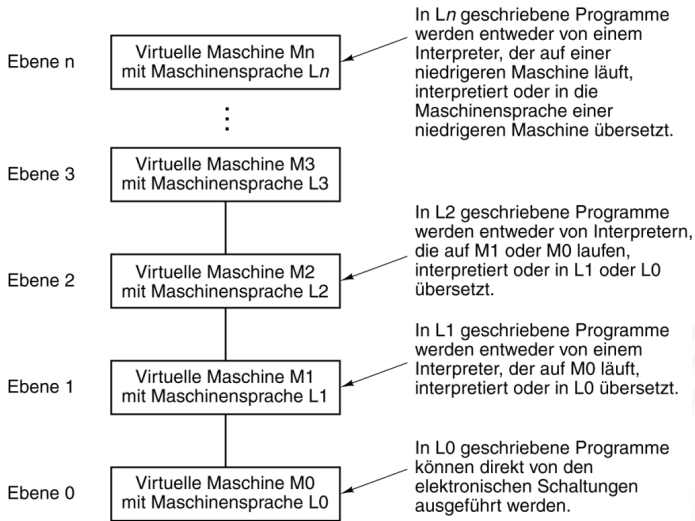 Ebene n
Virtuelle Maschine Mn
mit Maschinensprache Ln
In Ln geschriebene Programme
werden entweder von einem
Interpreter, der auf einer
niedrigeren Maschine läuft,
interpretiert oder in die
Maschinensprache einer
niedrigeren Maschine übersetzt.
Ebene 3
Virtuelle Maschine M3
mit Maschinensprache L3
Ebene 2
Virtuelle Maschine M2
mit Maschinensprache L2
In L2 geschriebene Programme
werden entweder von Interpretern,
die auf M1 oder M0 laufen,
interpretiert oder in L1 oder L0
übersetzt.
Ebene 1
Virtuelle Maschine M1
mit Maschinensprache L1
In L1 geschriebene Programme
werden entweder von einem
Interpreter, der auf M0 läuft,
interpretiert oder in L0 übersetzt.
Ebene 0
Virtuelle Maschine M0
mit Maschinensprache L0
In L0 geschriebene Programme
können direkt von den
elektronischen Schaltungen
ausgeführt werden.